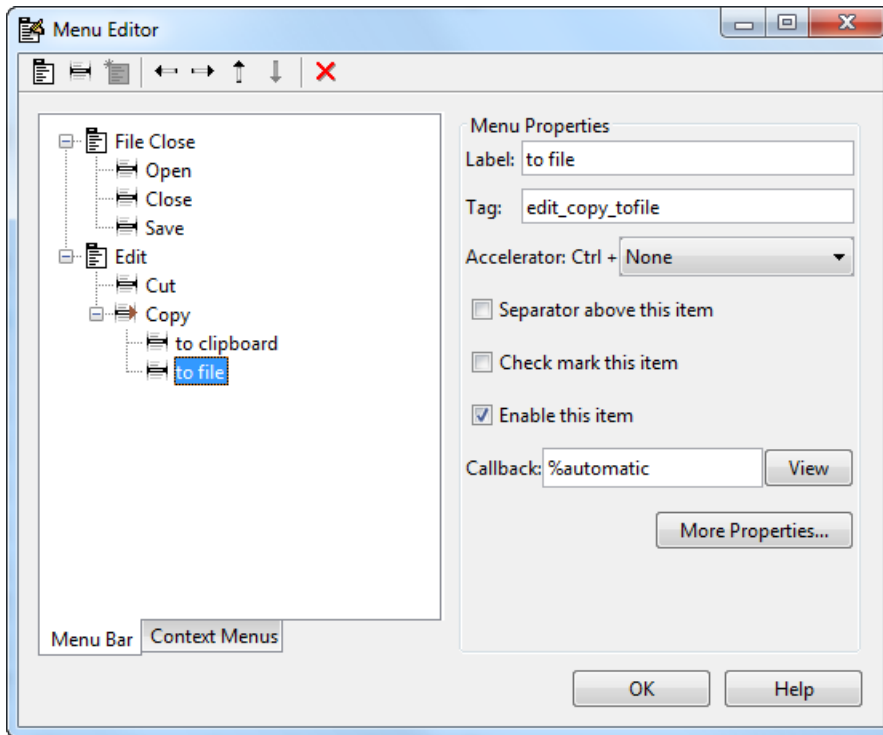 Menu Editor
File Close
Open
Close
Save
Edit
Cut
Copy
to clipboard
to file
Menu Bar
Context Menus
Menu Properties
Label: to file
Tag: edit_copy_tofile
Accelerator: Ctrl + None
Separator above this item
Check mark this item
Enable this item
Callback: %automatic View
More Properties...
OK Help